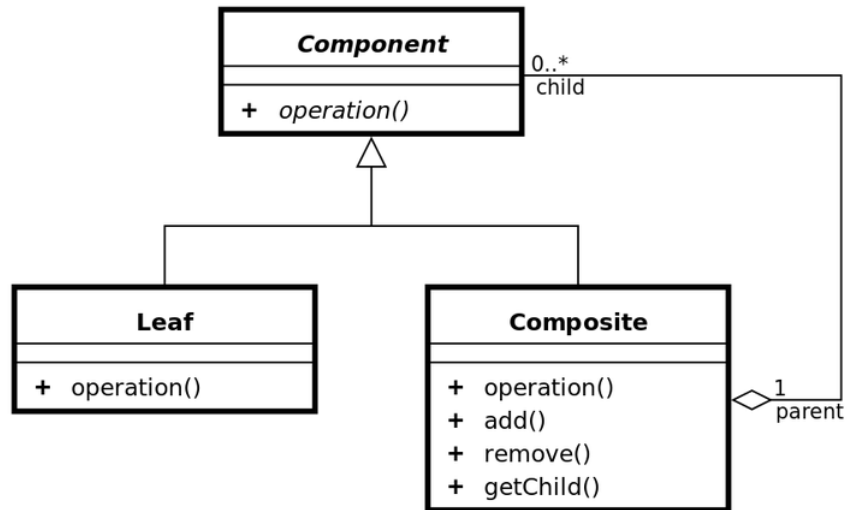 Component
+ operation()
0..*
child
Leaf
+ operation()
Composite
+ operation()
+ add()
+ remove()
+ getChild()
1
parent